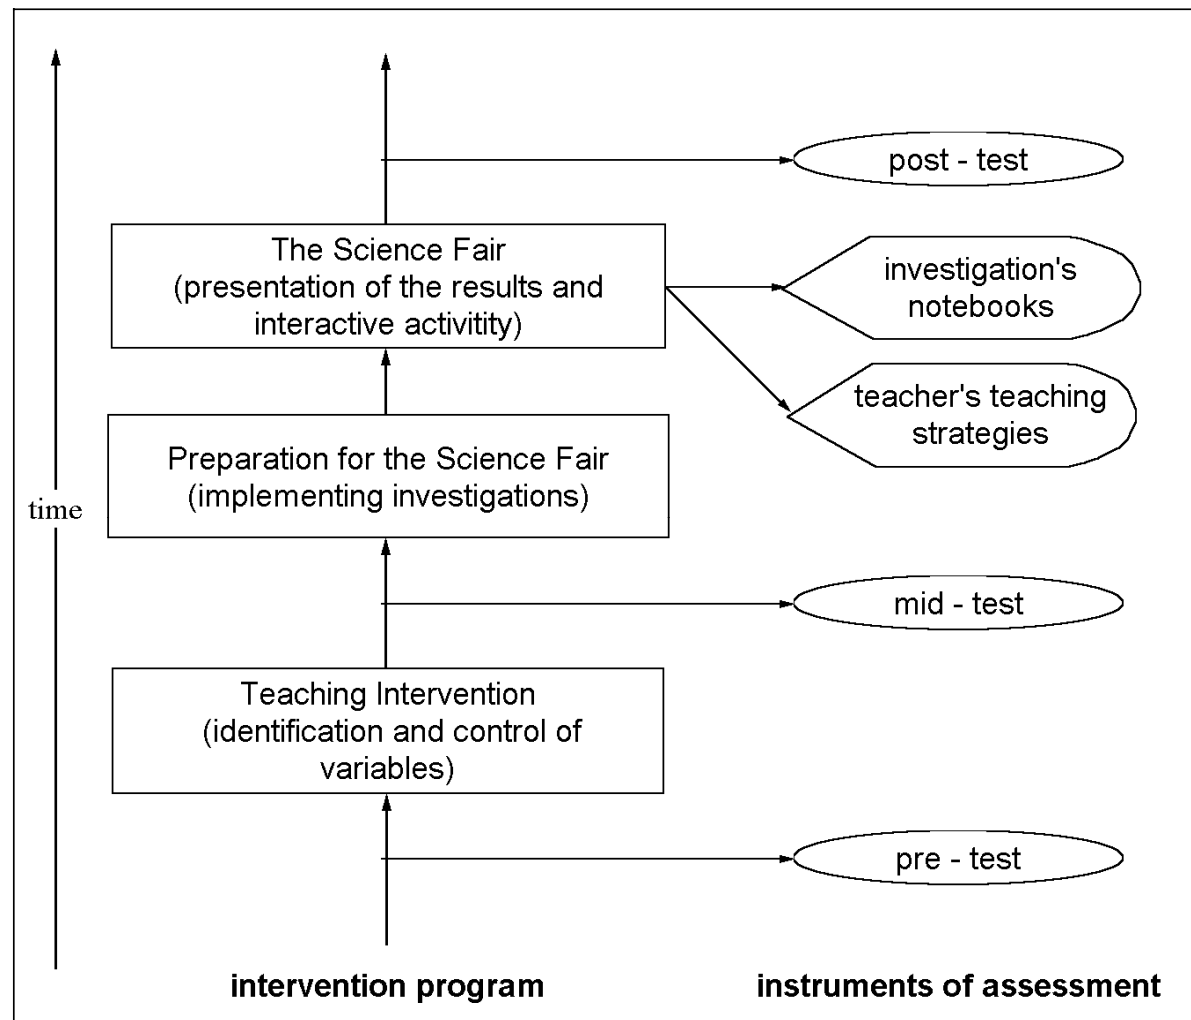 post - test
The Science Fair
(presentation of the results and
interactive activitity)
investigation's
notebooks
teacher's teaching
strategies
Preparation for the Science Fair
(implementing investigations)
time
mid - test
Teaching Intervention
(identification and control of
variables)
pre - test
intervention program
instruments of assessment